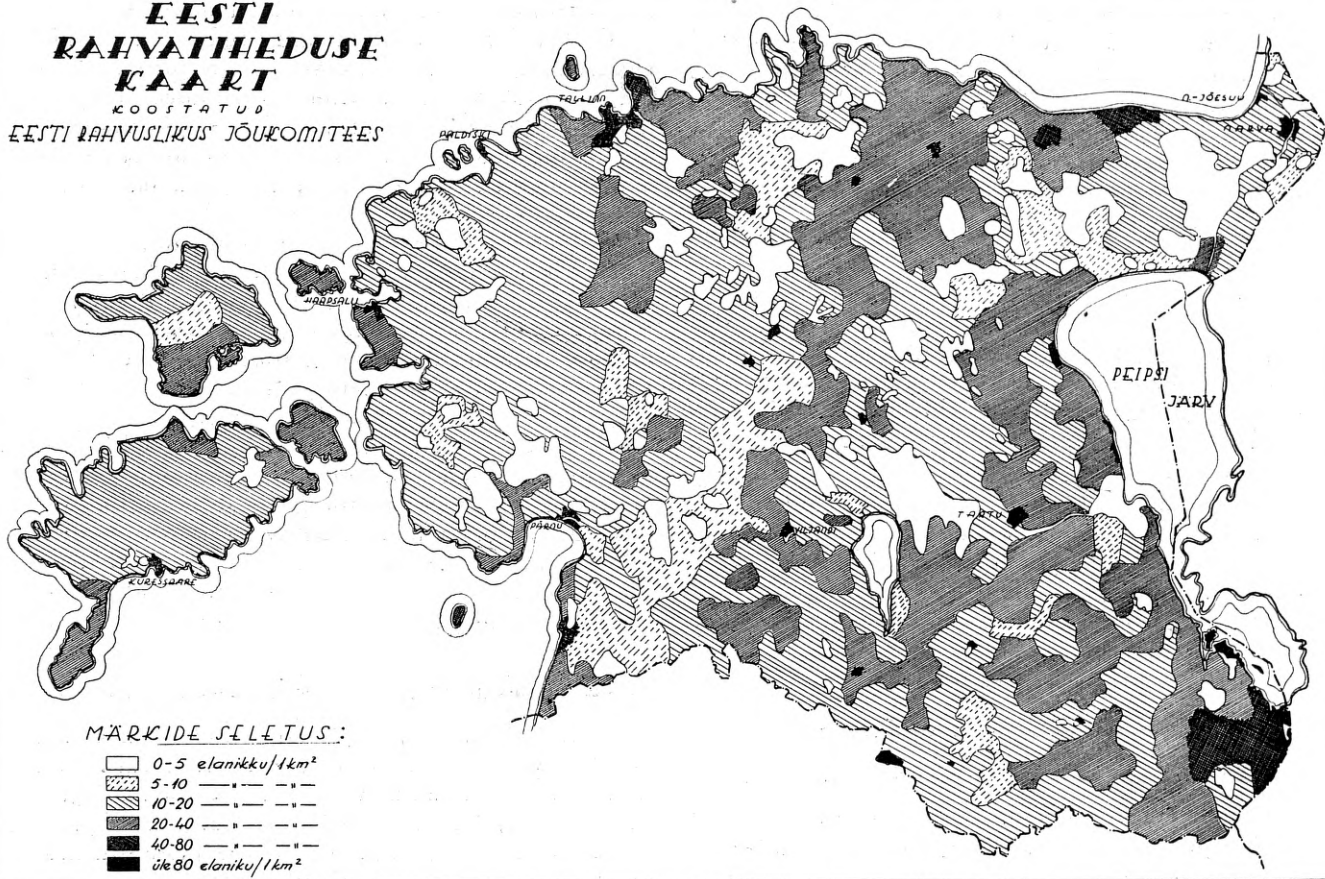 EESTI
RAHVATIHEDUSE
KAART
KOOSTATUD
EESTI RAHVUSLIKUS JÕUKOMITEES
TALLINN
PALDISKI
N-JÕESUU
NARVA
HAAPSALU
PEIPSI
JÄRV
TARTU
PÄRNU
VILJANDI
KURESSAARE
MÄRKIDE SELETUS:
0-5 elanikku/1km²
5-10 — " — — " —
10-20 — " — — " —
20-40 — " — — " —
40-80 — " — — " —
üle 80 elaniku/1km²